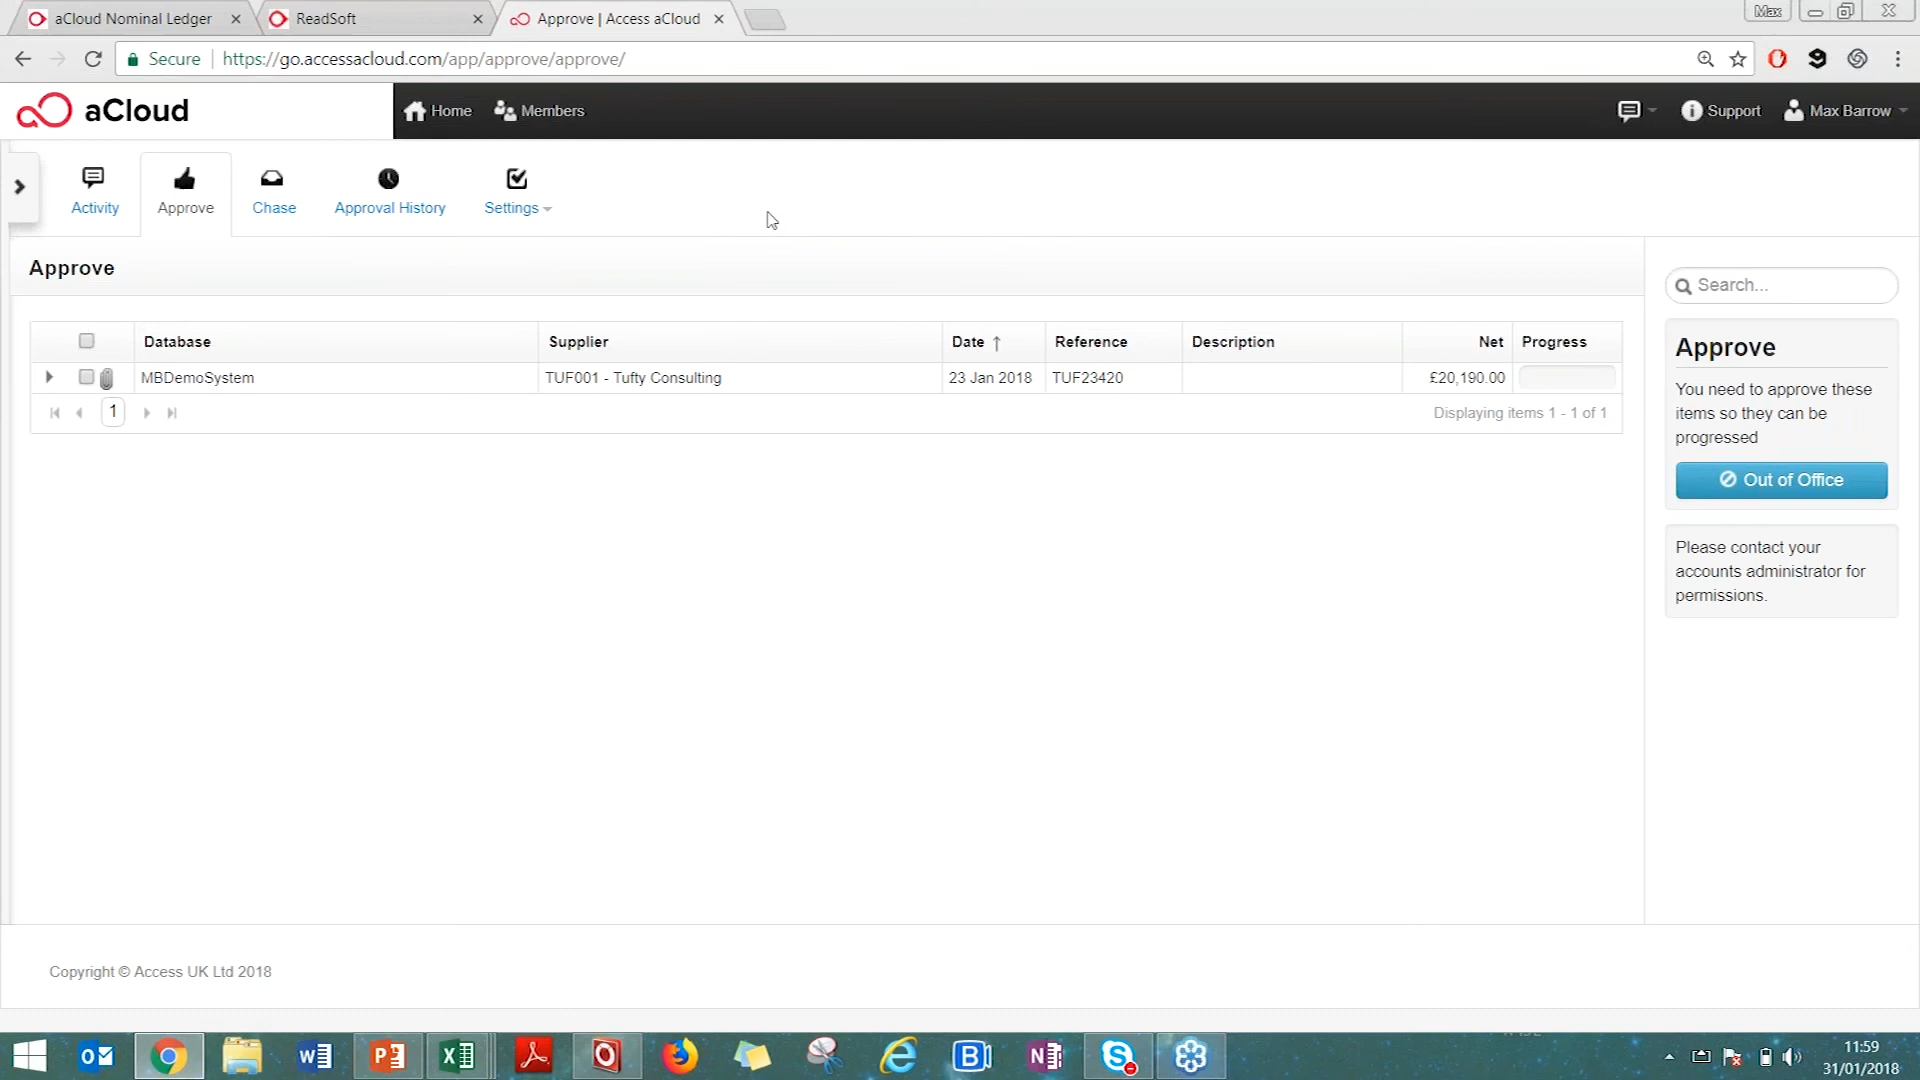 aCloud Nominal Ledger
ReadSoft
Approve | Access aCloud
Max
Secure
https://go.accessacloud.com/app/approve/approve/
aCloud
Home
Members
Support
Max Barrow
Activity
Approve
Chase
Approval History
Settings
Approve
Search...
Database
Supplier
Date
Reference
Description
Net
Progress
MBDemoSystem
TUF001 - Tufty Consulting
23 Jan 2018
TUF23420
£20,190.00
1
Displaying items 1 - 1 of 1
Approve
You need to approve these
items so they can be
progressed
Out of Office
Please contact your
accounts administrator for
permissions.
Copyright © Access UK Ltd 2018
11:59
31/01/2018